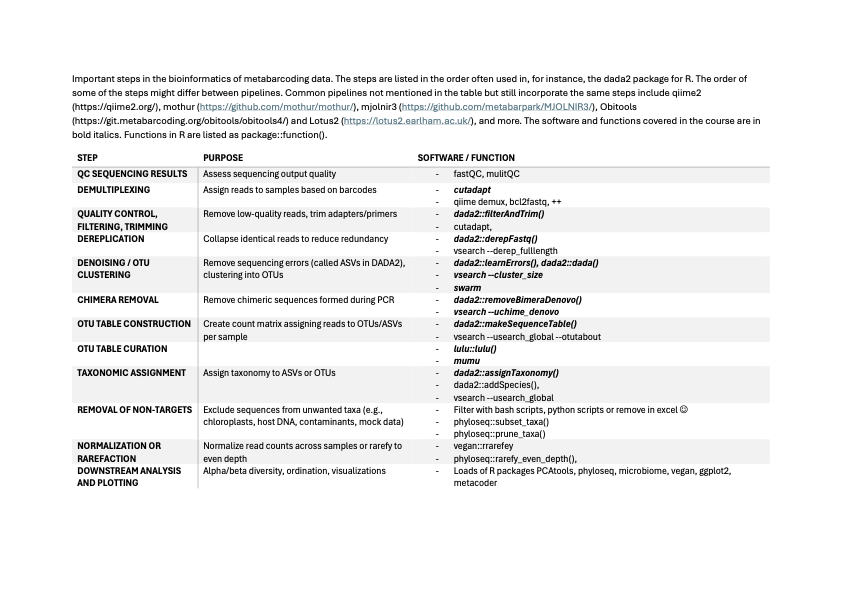 Important steps in the bioinformatics of metabarcoding data. The steps are listed in the order often used in, for instance, the dada2 package for R. The order of
some of the steps might differ between pipelines. Common pipelines not mentioned in the table but still incorporate the same steps include qiime2
(https://qiime2.org/), mothur (https://github.com/mothur/mothur/), mjolnir3 (https://github.com/metabarpark/MJOLNIR3/), Obitools
(https://git.metabarcoding.org/obitools/obitools4/) and Lotus2 (https://lotus2.earlham.ac.uk/), and more. The software and functions covered in the course are in
bold italics. Functions in R are listed as package::function().
STEP PURPOSE SOFTWARE / FUNCTION
QC SEQUENCING RESULTS Assess sequencing output quality - fastQC, mulitQC
DEMULTIPLEXING Assign reads to samples based on barcodes - cutadapt
- qiime demux, bcl2fastq, ++
QUALITY CONTROL, Remove low-quality reads, trim adapters/primers - dada2::filterAndTrim()
FILTERING, TRIMMING - cutadapt,
DEREPLICATION Collapse identical reads to reduce redundancy - dada2::derepFastq()
- vsearch --derep_fulllength
DENOISING / OTU Remove sequencing errors (called ASVs in DADA2), - dada2::learnErrors(), dada2::dada()
CLUSTERING clustering into OTUs - vsearch --cluster_size
- swarm
CHIMERA REMOVAL Remove chimeric sequences formed during PCR - dada2::removeBimeraDenovo()
- vsearch --uchime_denovo
OTU TABLE CONSTRUCTION Create count matrix assigning reads to OTUs/ASVs - dada2::makeSequenceTable()
per sample - vsearch --usearch_global --otutabout
OTU TABLE CURATION - lulu::lulu()
- mumu
TAXONOMIC ASSIGNMENT Assign taxonomy to ASVs or OTUs - dada2::assignTaxonomy()
- dada2::addSpecies(),
- vsearch --usearch_global
REMOVAL OF NON-TARGETS Exclude sequences from unwanted taxa (e.g., - Filter with bash scripts, python scripts or remove in excel ☺
chloroplasts, host DNA, contaminants, mock data) - phyloseq::subset_taxa()
- phyloseq::prune_taxa()
NORMALIZATION OR Normalize read counts across samples or rarefy to - vegan::rrarefey
RAREFACTION even depth - phyloseq::rarefy_even_depth(),
DOWNSTREAM ANALYSIS Alpha/beta diversity, ordination, visualizations - Loads of R packages PCAtools, phyloseq, microbiome, vegan, ggplot2,
AND PLOTTING metacoder